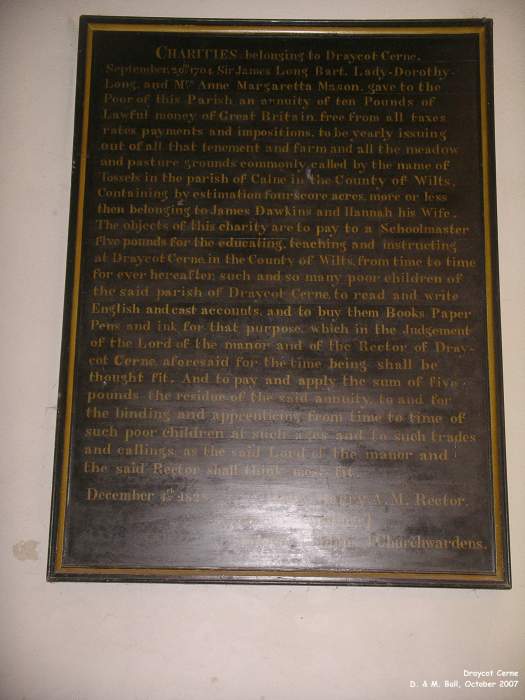 CHARITIES, belonging to Draycot Cerne.
September 20th 1704 Sir James Long Bart. Lady Dorothy
Long, and Mrs Anne Margaretta Mason, gave to the
Poor of this Parish an annuity of ten Pounds of
Lawful money of Great Britain, free from all taxes
rates payments and impositions, to be yearly issuing
out of all that tenement and farm and all the meadow
and pasture grounds commonly called by the name of
Tossels in the parish of Calne in the County of Wilts,
Containing by estimation fourscore acres, more or less
then belonging to James Dawkins and Hannah his Wife.
The objects of this charity are to pay to a Schoolmaster
five pounds for the educating, teaching and instructing
at Draycot Cerne, in the County of Wilts, from time to time
for ever hereafter, such and so many poor children of
the said parish of Draycot Cerne, to read and write
English and cast accounts, and to buy them Books Paper
Pens and ink for that purpose, which in the Judgement
of the Lord of the manor and of the Rector of Dray-
cot Cerne aforesaid for the time being shall be
thought fit. And to pay and apply the sum of five
pounds the residue of the said annuity, to and for
the binding and apprenticing from time to time of
such poor children at such ages and to such trades
and callings, as the said Lord of the manor and
the said Rector shall think most fit.
December 4th A.M. Rector.
Churchwardens.
Draycot Cerne
D. & M. Ball, October 2007